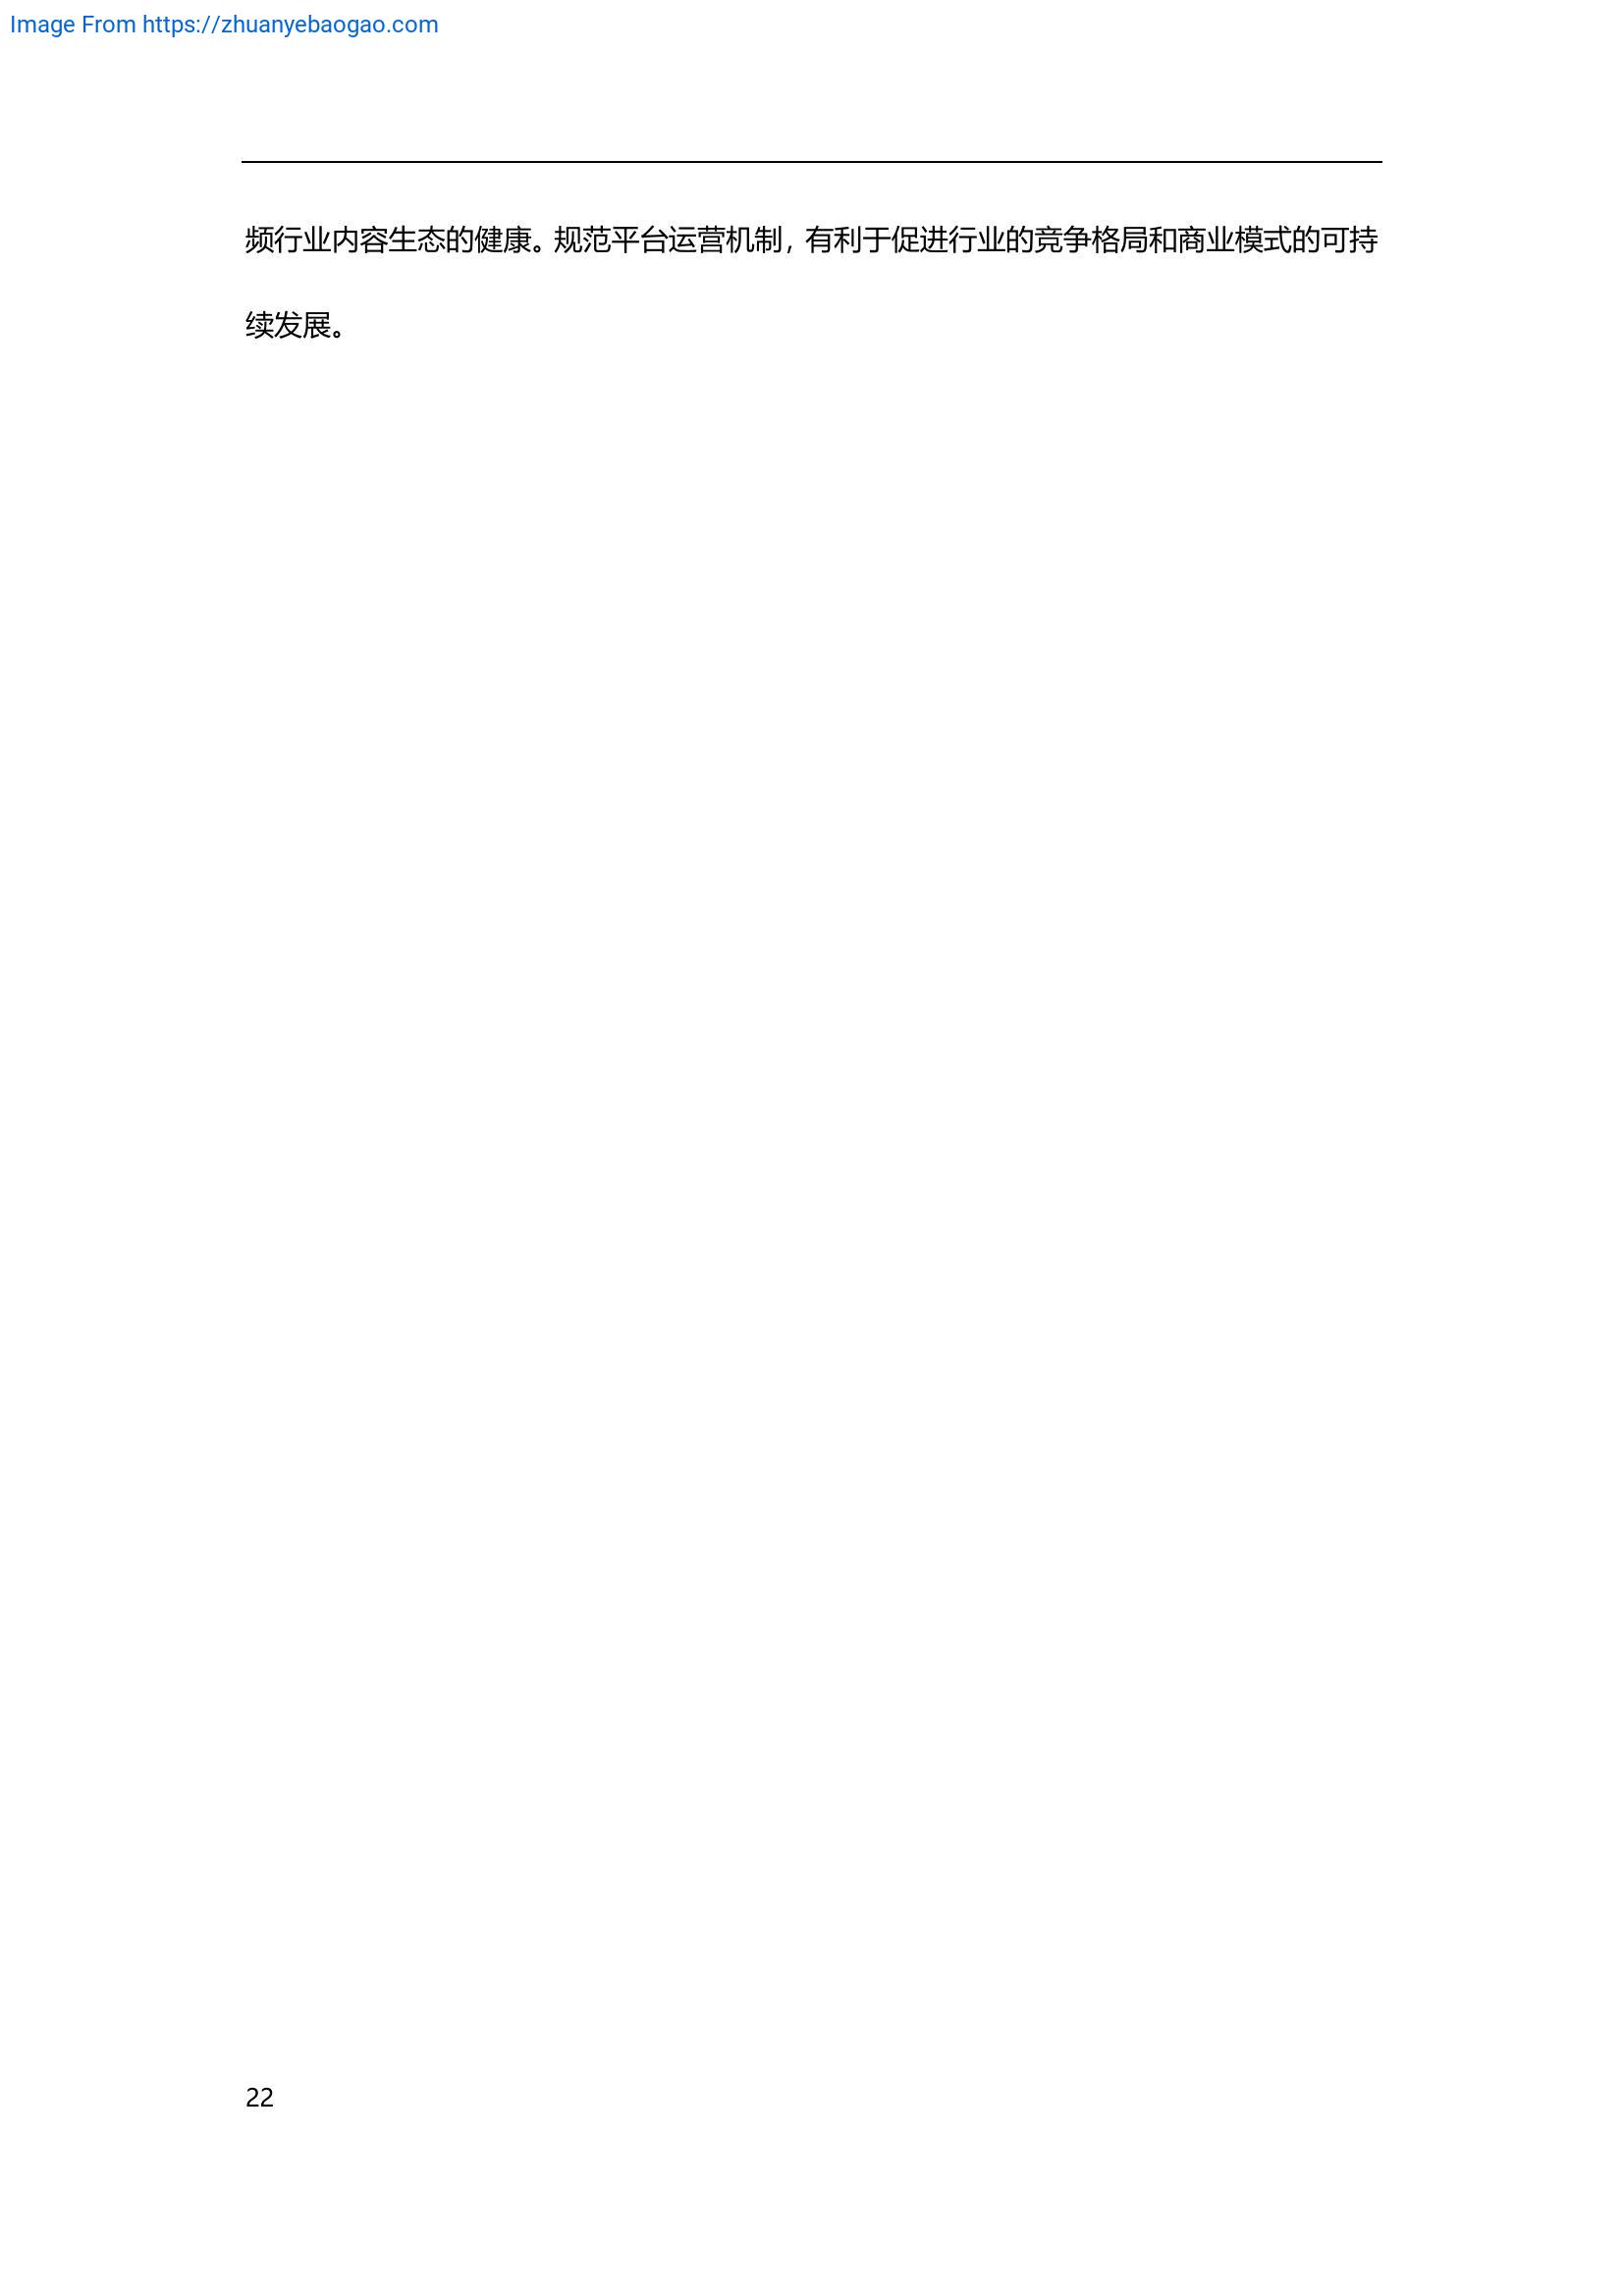 Image From https://zhuanyebaogao.com
频行业内容生态的健康。规范平台运营机制，有利于促进行业的竞争格局和商业模式的可持
续发展。
22